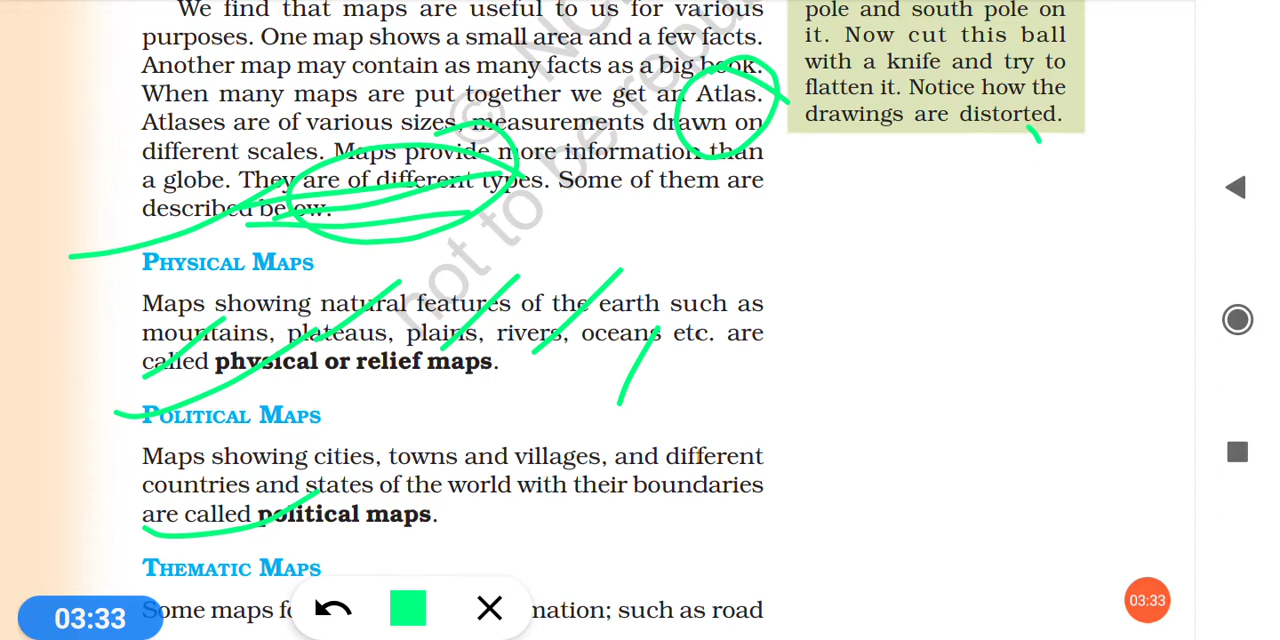 We find that maps are useful to us for various
purposes. One map shows a small area and a few facts.
Another map may contain as many facts as a big book.
When many maps are put together we get an Atlas.
Atlases are of various sizes, measurements drawn on
different scales. Maps provide more information than
a globe. They are of different types. Some of them are
described below.
PHYSICAL MAPS
Maps showing natural features of the earth such as
mountains, plateaus, plains, rivers, oceans etc. are
called physical or relief maps.
POLITICAL MAPS
Maps showing cities, towns and villages, and different
countries and states of the world with their boundaries
are called political maps.
THEMATIC MAPS
Some maps mation; such as road
pole and south pole on
it. Now cut this ball
with a knife and try to
flatten it. Notice how the
drawings are distorted.
not to be repu
03:33
03:33